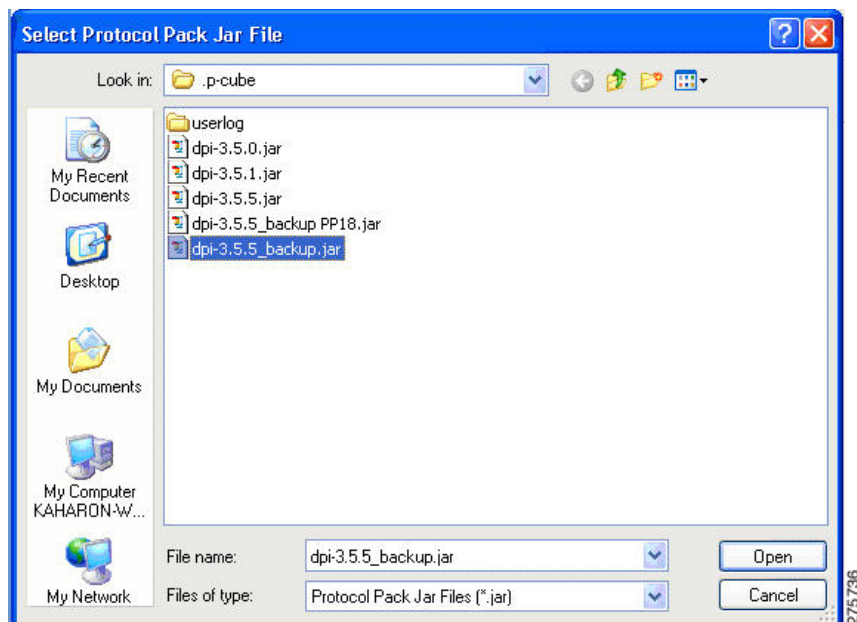 Select Protocol Pack Jar File
Look in: .p-cube
userlog
dpi-3.5.0.jar
dpi-3.5.1.jar
dpi-3.5.5.jar
dpi-3.5.5_backup PP18.jar
dpi-3.5.5_backup.jar
My Recent
Documents
Desktop
My Documents
My Computer
KAHARON-W...
My Network
File name: dpi-3.5.5_backup.jar Open
Files of type: Protocol Pack Jar Files (*.jar) Cancel
275736